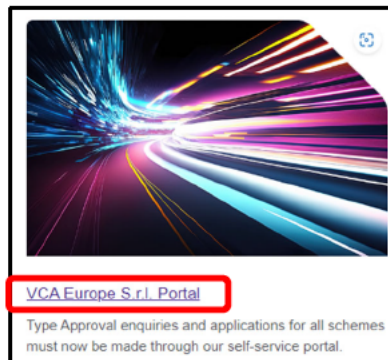 VCA Europe S.r.l. Portal
Type Approval enquiries and applications for all schemes
must now be made through our self-service portal.